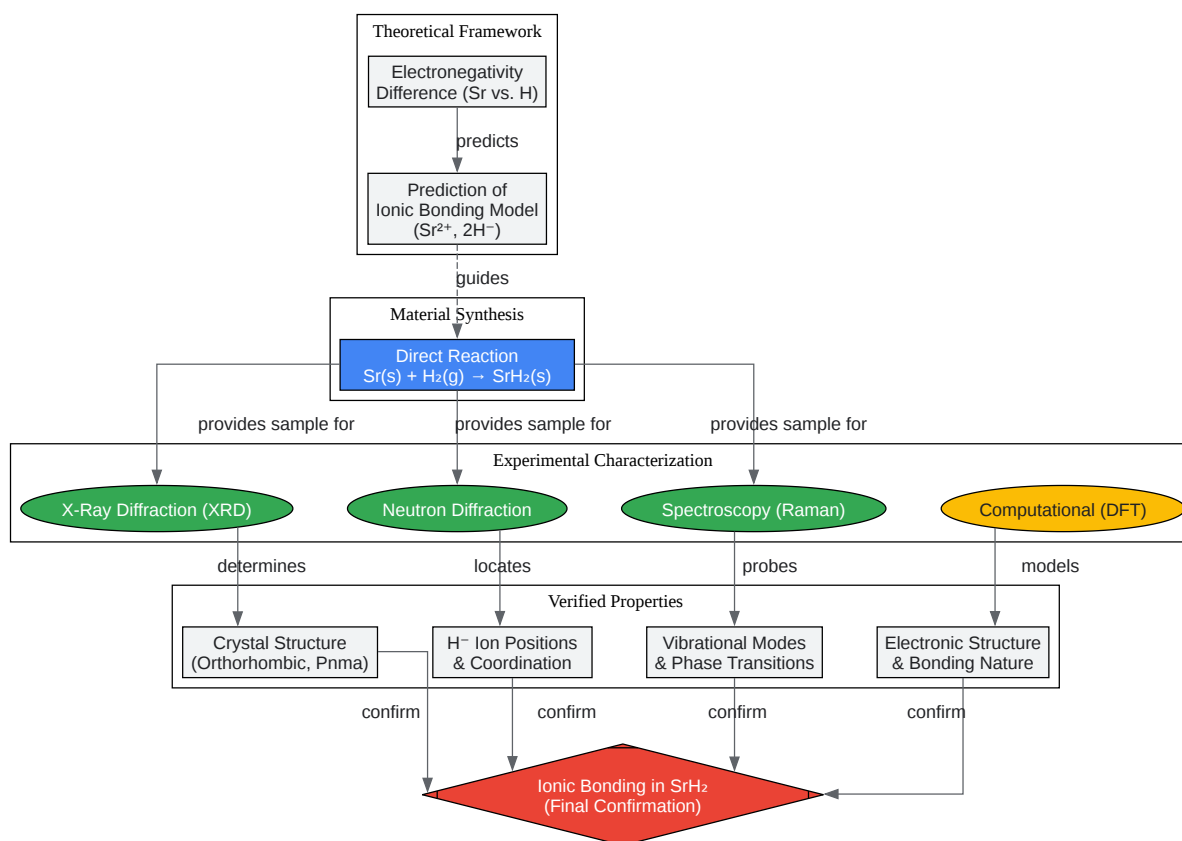 Theoretical Framework
Electronegativity
Difference (Sr vs. H)
predicts
Prediction of
Ionic Bonding Model
(Sr²⁺, 2H⁻)
guides
Material Synthesis
Direct Reaction
Sr(s) + H₂(g) → SrH₂(s)
provides sample for
provides sample for
provides sample for
Experimental Characterization
X-Ray Diffraction (XRD)
Neutron Diffraction
Spectroscopy (Raman)
Computational (DFT)
determines
locates
probes
models
Verified Properties
Crystal Structure
(Orthorhombic, Pnma)
H⁻ Ion Positions
& Coordination
Vibrational Modes
& Phase Transitions
Electronic Structure
& Bonding Nature
confirm
confirm
confirm
confirm
Ionic Bonding in SrH₂
(Final Confirmation)